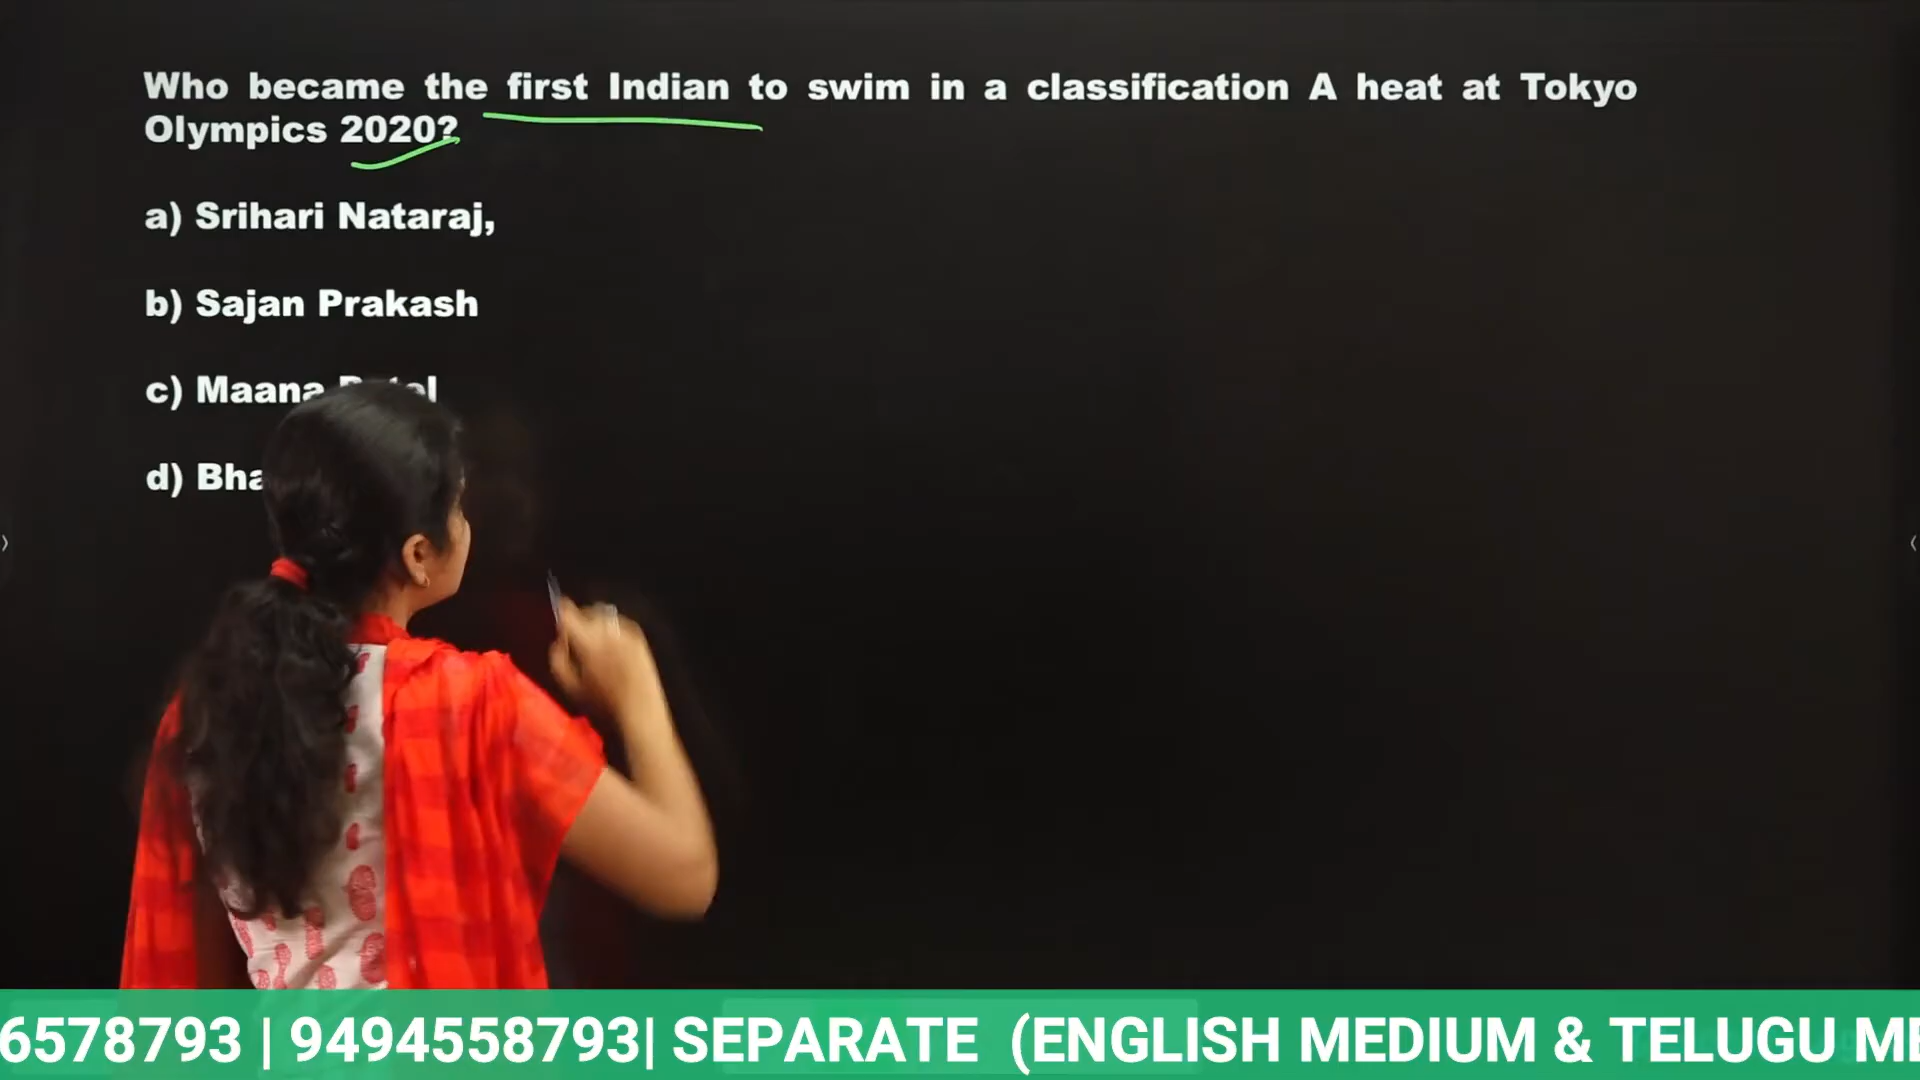 Who became the first Indian to swim in a classification A heat at Tokyo
Olympics 2020?
a) Srihari Nataraj,
b) Sajan Prakash
c) Maana
d)
6578793 | 9494558793| SEPARATE (ENGLISH MEDIUM & TELUGU